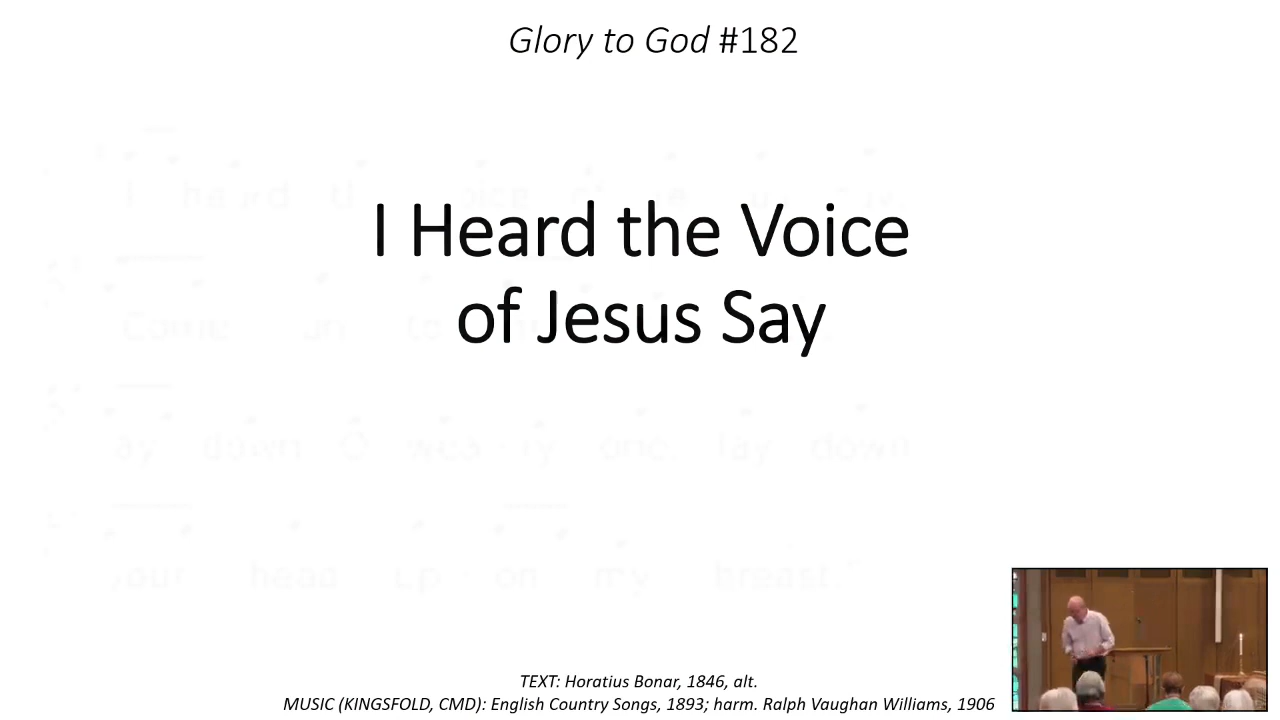 Glory to God #182
I Heard the Voice
of Jesus Say
TEXT: Horatius Bonar, 1846, alt.
MUSIC (KINGSFOLD, CMD): English Country Songs, 1893; harm. Ralph Vaughan Williams, 1906